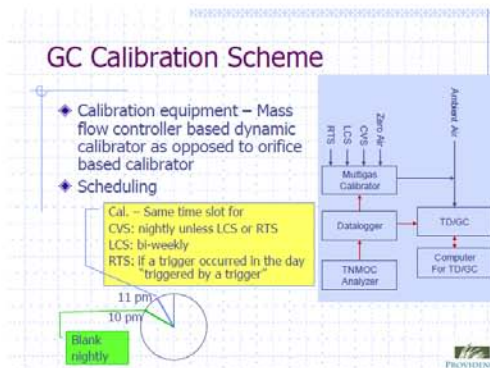 GC Calibration Scheme
Calibration equipment – Mass
flow controller based dynamic
calibrator as opposed to orifice
based calibrator
Scheduling
Cal. – Same time slot for
CVS: nightly unless LCS or RTS
LCS: bi-weekly
RTS: if a trigger occurred in the day
"triggered by a trigger"
11 pm
10 pm
Blank
nightly
RTS
LCS
CVS
Zero Air
Ambient Air
Multigas
Calibrator
Datalogger
TD/GC
TNMOC
Analyzer
Computer
For TD/GC
PROVIDEN